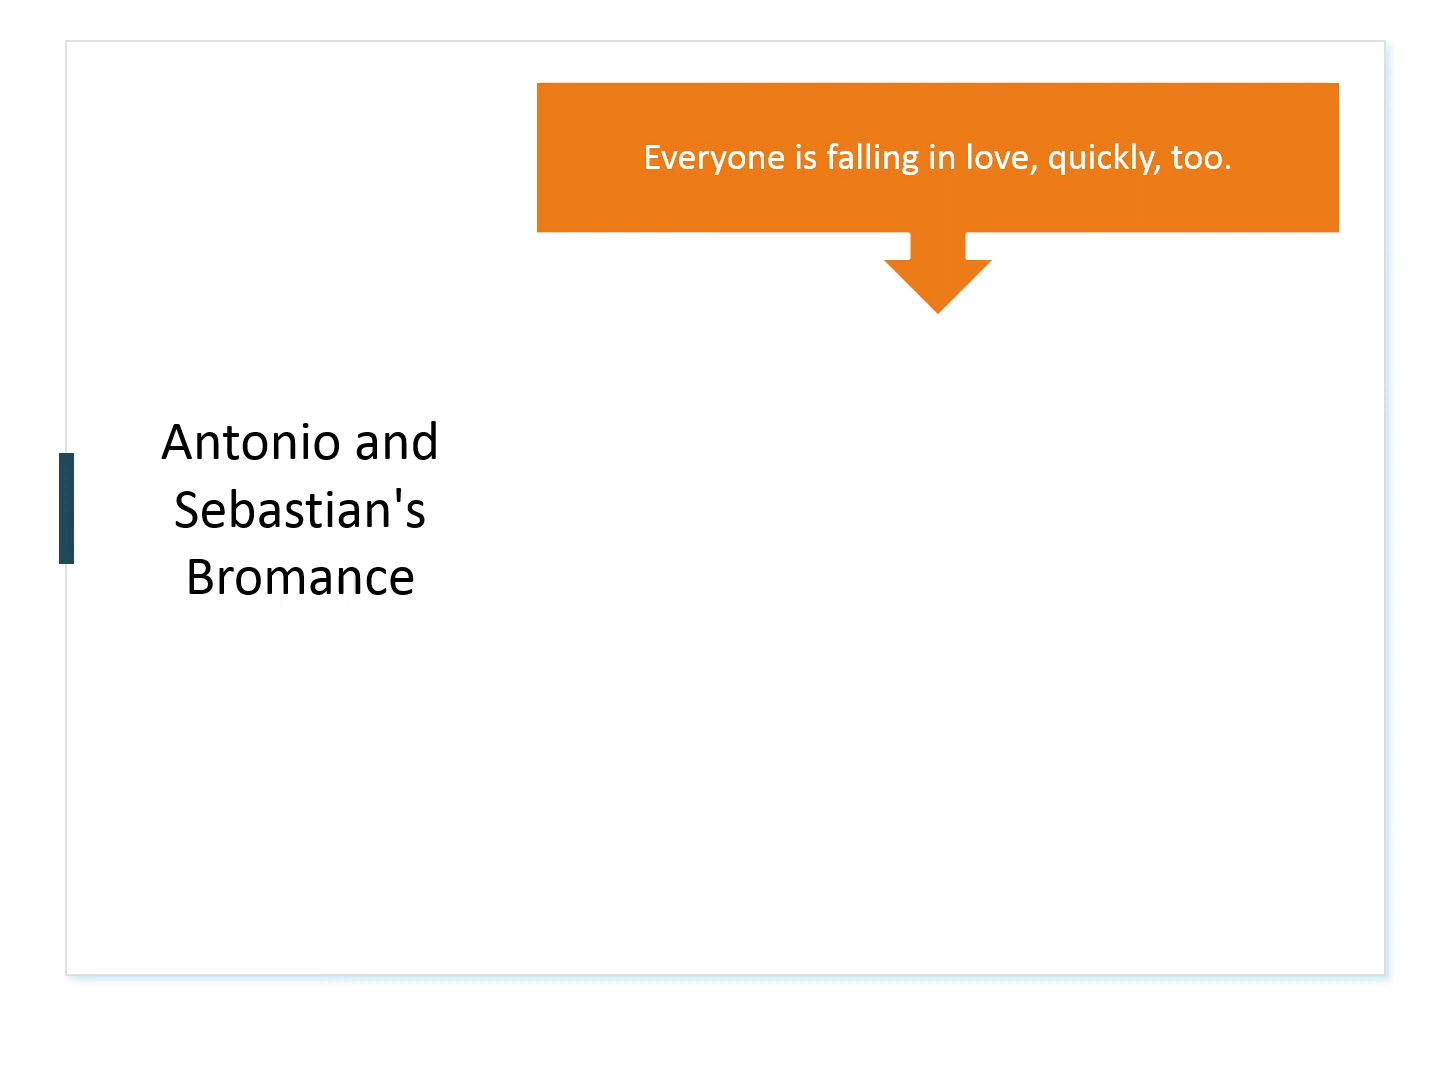 Everyone is falling in love, quickly, too.
Antonio and
Sebastian's
Bromance